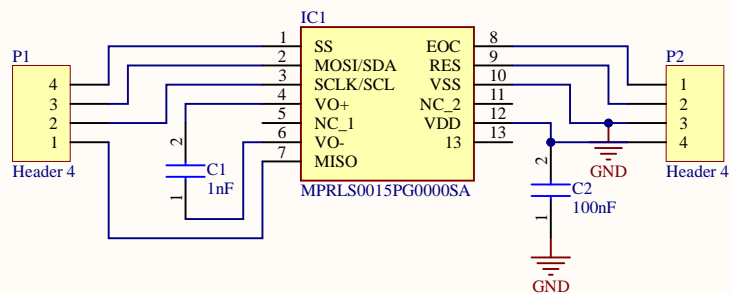 IC1
P1
4
3
2
1
Header 4
1
2
3
4
5
6
7
SS
MOSI/SDA
SCLK/SCL
VO+
NC_1
VO-
MISO
EOC
RES
VSS
NC_2
VDD
13
8
9
10
11
12
13
MPRLS0015PG0000SA
2
1
C1
1nF
2
1
C2
100nF
GND
GND
P2
1
2
3
4
Header 4